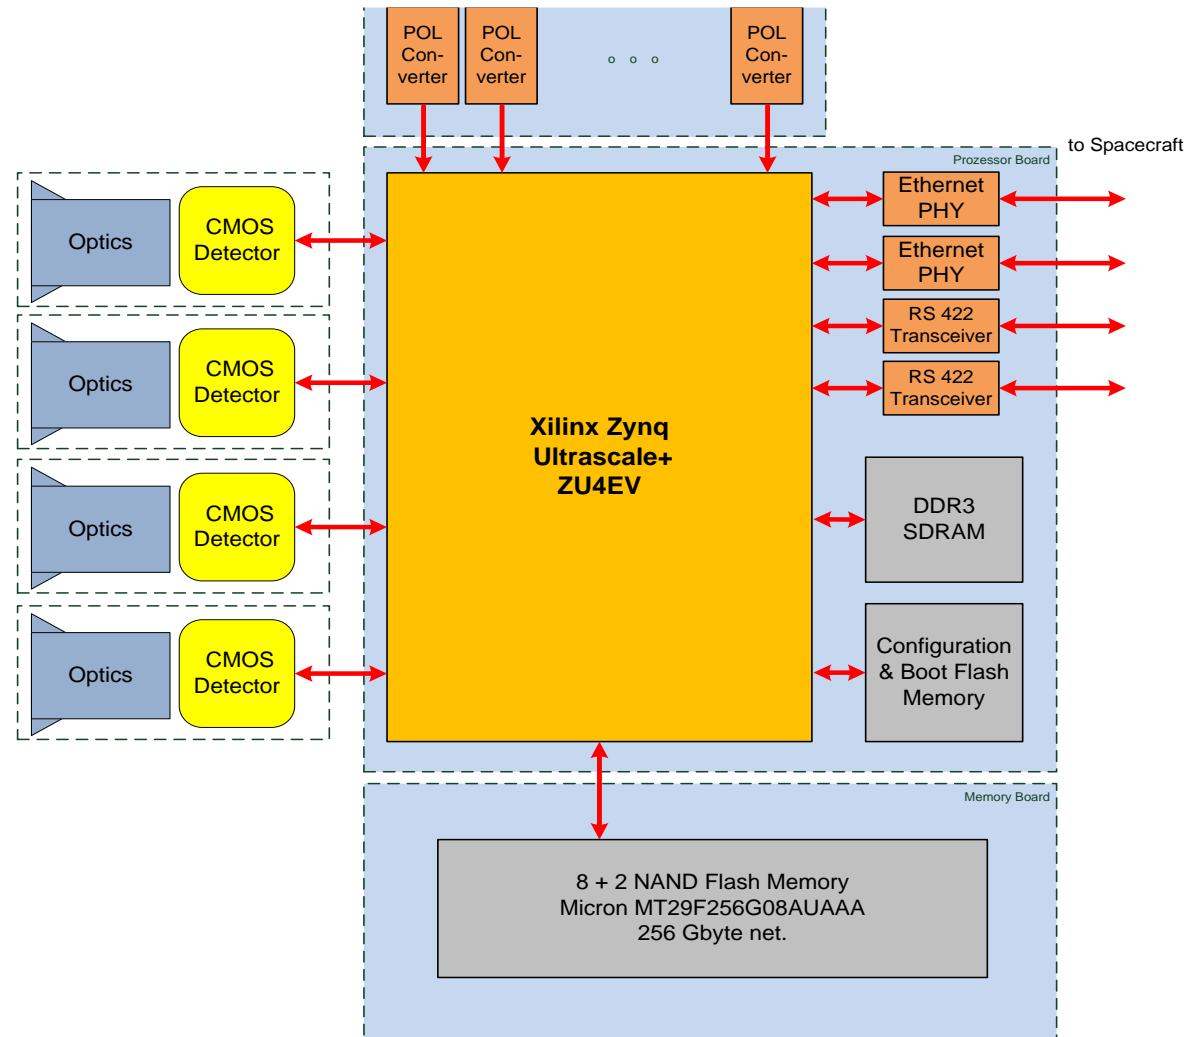 POL
Con-
verter
POL
Con-
verter
o o o
POL
Con-
verter
to Spacecraft
Prozessor Board
Optics
CMOS
Detector
Optics
CMOS
Detector
Optics
CMOS
Detector
Optics
CMOS
Detector
Xilinx Zynq
Ultrascale+
ZU4EV
Ethernet
PHY
Ethernet
PHY
RS 422
Transceiver
RS 422
Transceiver
DDR3
SDRAM
Configuration
& Boot Flash
Memory
Memory Board
8 + 2 NAND Flash Memory
Micron MT29F256G08AUAAA
256 Gbyte net.